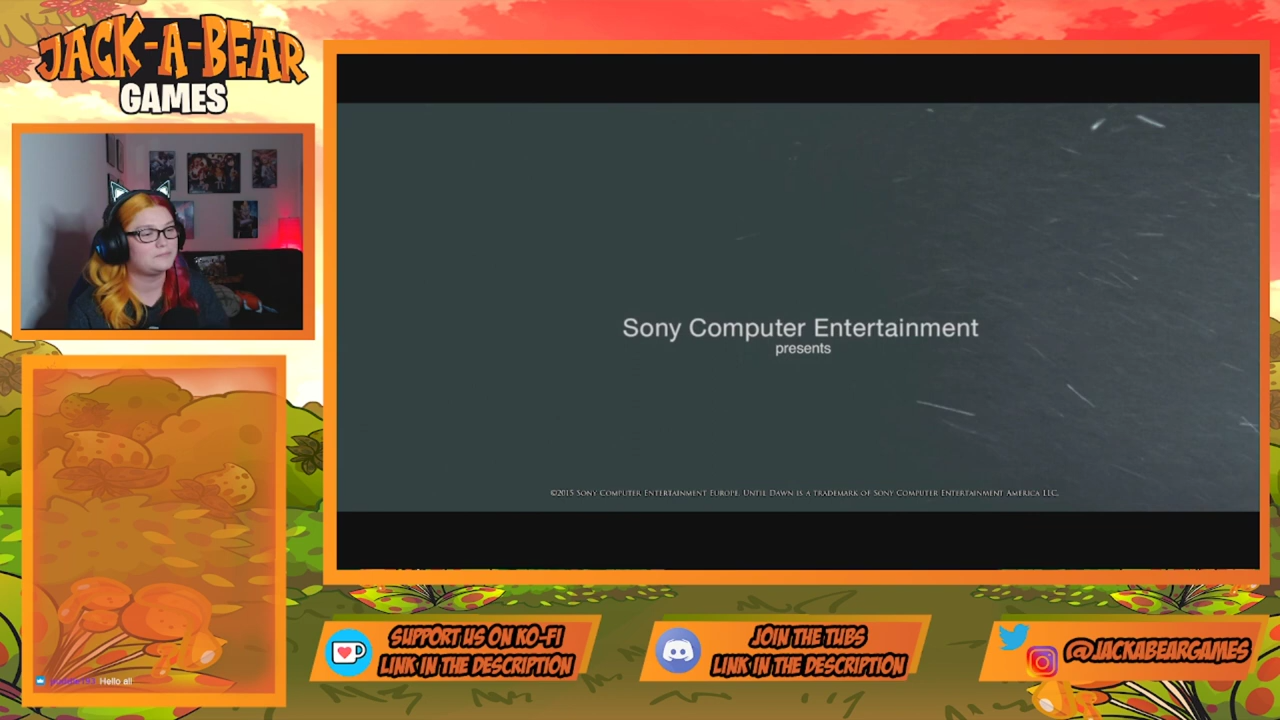 JACK-A-BEAR
GAMES
Sony Computer Entertainment
presents
©2015 Sony Computer Entertainment Europe. Until Dawn is a trademark of Sony Computer Entertainment America LLC.
Hello all
SUPPORT US ON KO-FI
LINK IN THE DESCRIPTION
JOIN THE TUBS
LINK IN THE DESCRIPTION
@JACKABEARGAMES